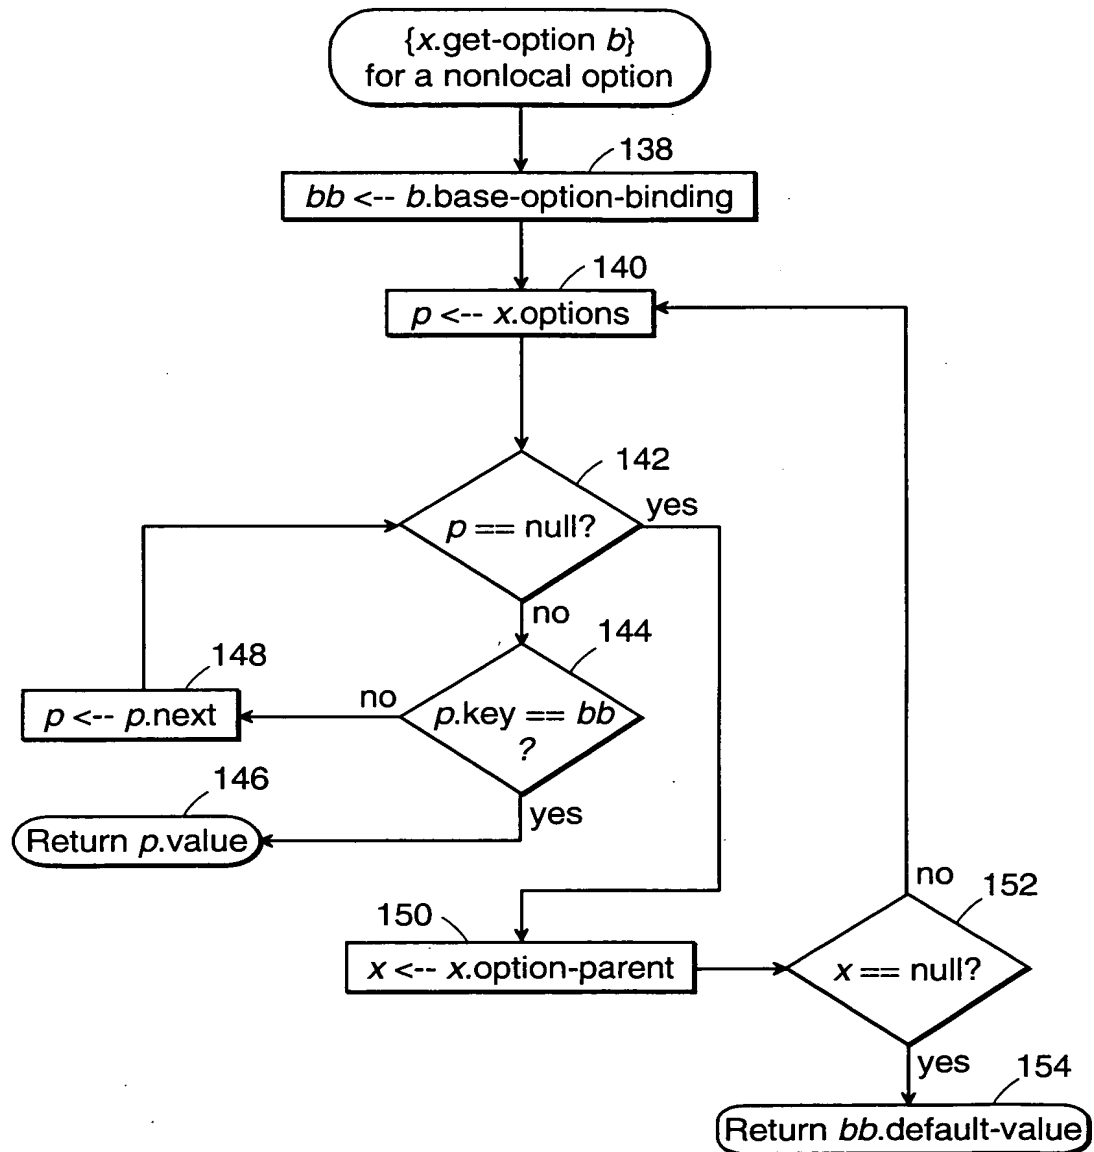 {x.get-option b}
for a nonlocal option
138
bb <-- b.base-option-binding
140
p <-- x.options
142
p == null?
yes
no
144
148
p <-- p.next
no
p.key == bb
?
146
Return p.value
yes
no
152
150
x <-- x.option-parent
x == null?
yes
154
Return bb.default-value